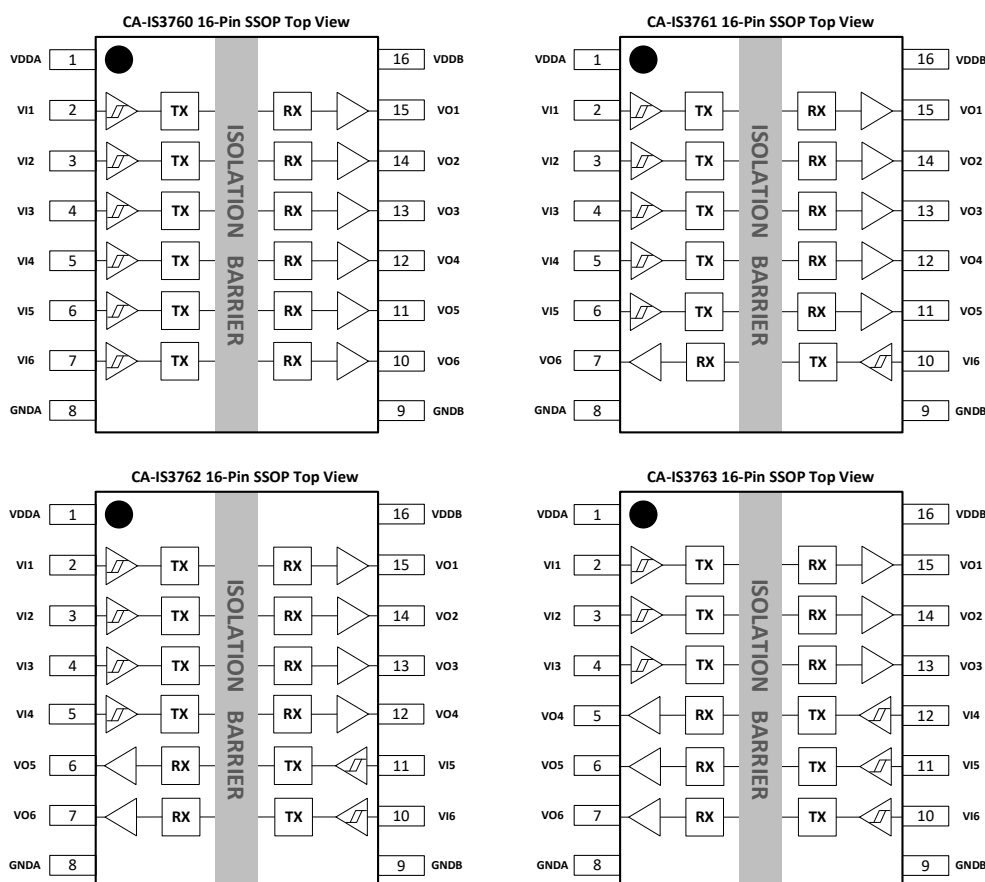 CA-IS3760 16-Pin SSOP Top View
VDDA 1 16 VDDB
VI1 2 TX RX 15 VO1
VI2 3 TX RX 14 VO2
VI3 4 TX RX 13 VO3
VI4 5 TX RX 12 VO4
VI5 6 TX RX 11 VO5
VI6 7 TX RX 10 VO6
GNDA 8 9 GNDB
ISOLATION BARRIER
CA-IS3761 16-Pin SSOP Top View
VDDA 1 16 VDDB
VI1 2 TX RX 15 VO1
VI2 3 TX RX 14 VO2
VI3 4 TX RX 13 VO3
VI4 5 TX RX 12 VO4
VI5 6 TX RX 11 VO5
VO6 7 RX TX 10 VI6
GNDA 8 9 GNDB
ISOLATION BARRIER
CA-IS3762 16-Pin SSOP Top View
VDDA 1 16 VDDB
VI1 2 TX RX 15 VO1
VI2 3 TX RX 14 VO2
VI3 4 TX RX 13 VO3
VI4 5 TX RX 12 VO4
VO5 6 RX TX 11 VI5
VO6 7 RX TX 10 VI6
GNDA 8 9 GNDB
ISOLATION BARRIER
CA-IS3763 16-Pin SSOP Top View
VDDA 1 16 VDDB
VI1 2 TX RX 15 VO1
VI2 3 TX RX 14 VO2
VI3 4 TX RX 13 VO3
VO4 5 RX TX 12 VI4
VO5 6 RX TX 11 VI5
VO6 7 RX TX 10 VI6
GNDA 8 9 GNDB
ISOLATION BARRIER